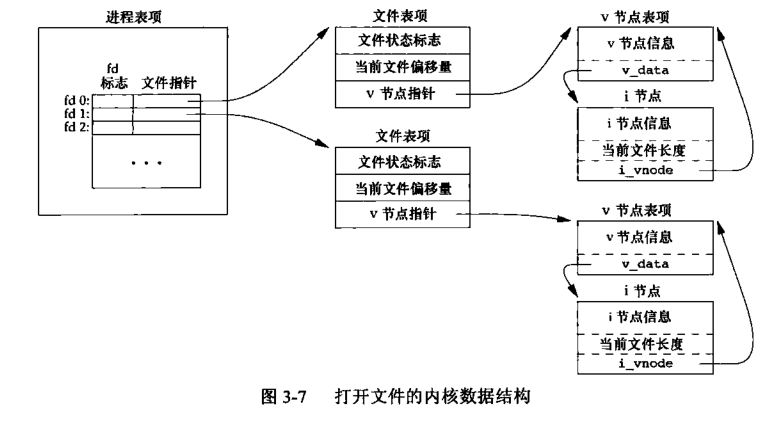 进程表项
fd
标志 文件指针
fd 0:
fd 1:
fd 2:
• • •
文件表项
文件状态标志
当前文件偏移量
v 节点指针
文件表项
文件状态标志
当前文件偏移量
v 节点指针
v 节点表项
v 节点信息
v_data
i 节点
i 节点信息
当前文件长度
i_vnode
v 节点表项
v 节点信息
v_data
i 节点
i 节点信息
当前文件长度
i_vnode
图 3-7 打开文件的内核数据结构